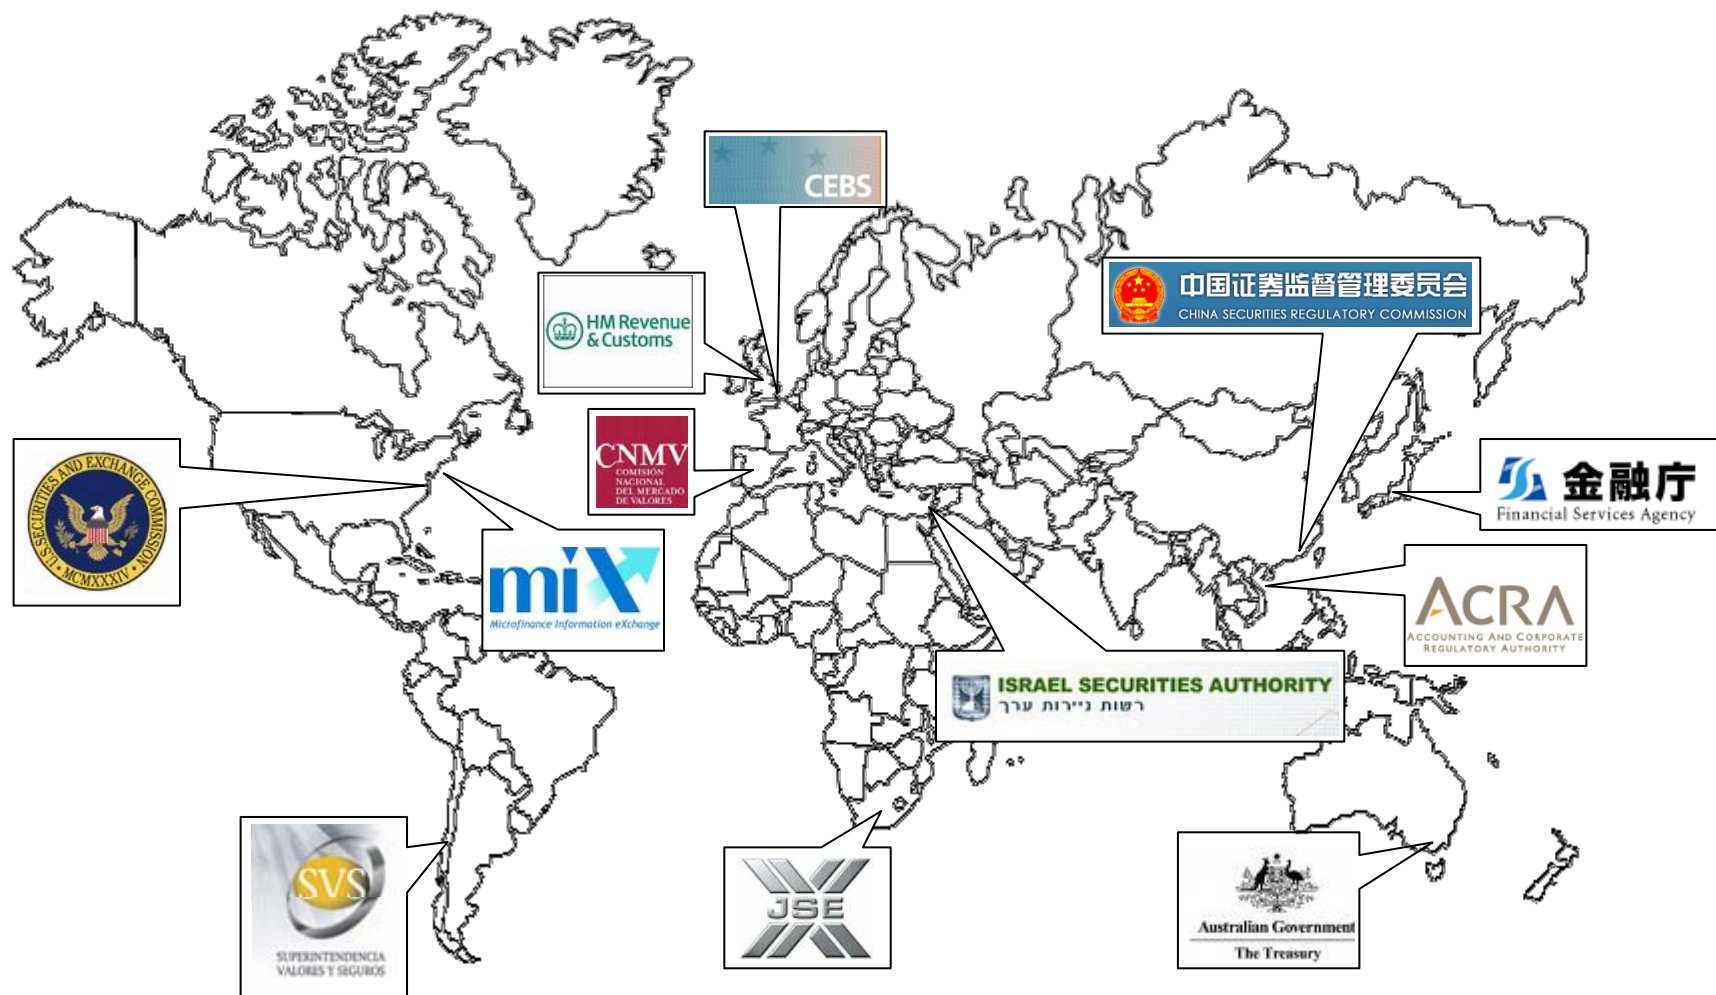 CEBS
HM Revenue
& Customs
中国证券监督管理委员会
CHINA SECURITIES REGULATORY COMMISSION
CNMV
COMISIÓN
NACIONAL
DEL MERCADO
DE VALORES
U.S. SECURITIES AND EXCHANGE COMMISSION
MCMXXXIV
金融庁
Financial Services Agency
miX
Microfinance Information eXchange
ACRA
ACCOUNTING AND CORPORATE
REGULATORY AUTHORITY
ISRAEL SECURITIES AUTHORITY
רשות ניירות ערך
SVS
SUPERINTENDENCIA
VALORES Y SEGUROS
JSE
Australian Government
The Treasury